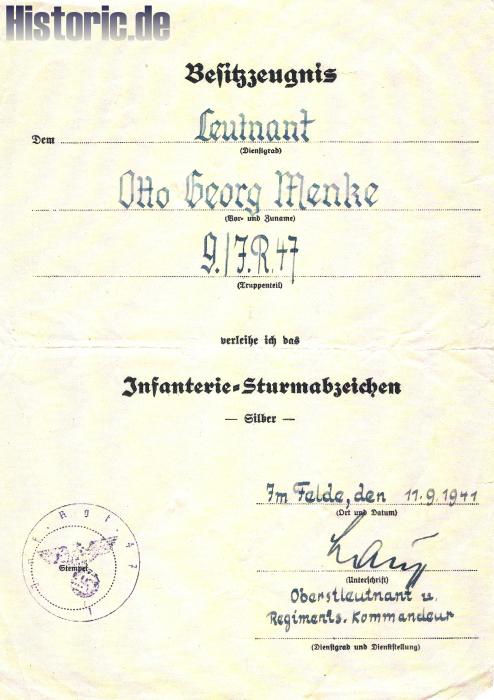 Historic.de
Besitzzeugnis
Dem Leutnant
(Dienstgrad)
Otto Georg Menke
(Vor- und Zuname)
9./J.R.47
(Truppenteil)
verleihe ich das
Infanterie-Sturmabzeichen
— Silber —
Im Felde, den 11.9.1941
(Ort und Datum)
(Unterschrift)
Oberstleutnant u.
Regiments. Kommandeur
(Dienstgrad und Dienststellung)
Stempel